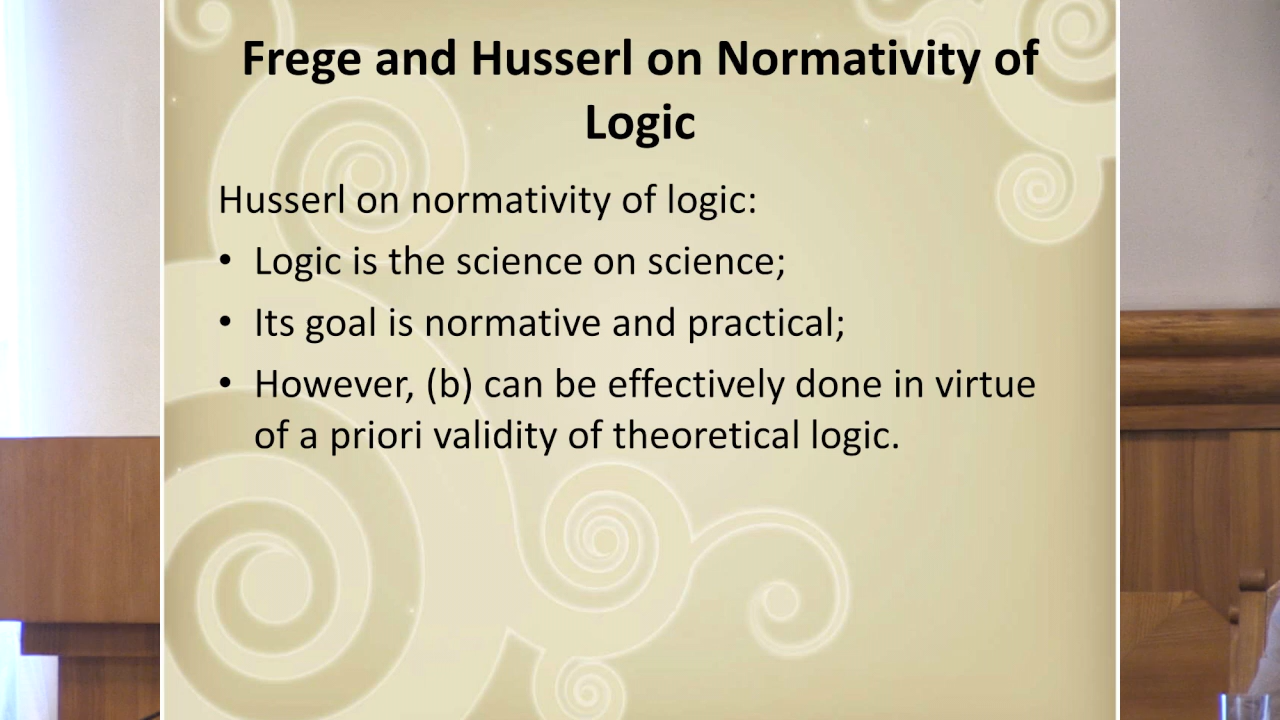 Frege and Husserl on Normativity of
Logic
Husserl on normativity of logic:
• Logic is the science on science;
• Its goal is normative and practical;
• However, (b) can be effectively done in virtue
of a priori validity of theoretical logic.